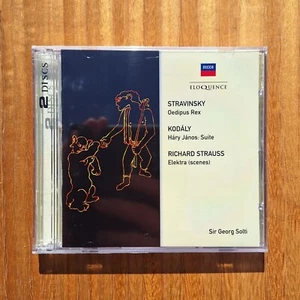 2 DISCS
DECCA
ELOQUENCE
STRAVINSKY
Oedipus Rex
KODÁLY
Háry János: Suite
RICHARD STRAUSS
Elektra (scenes)
Sir Georg Solti